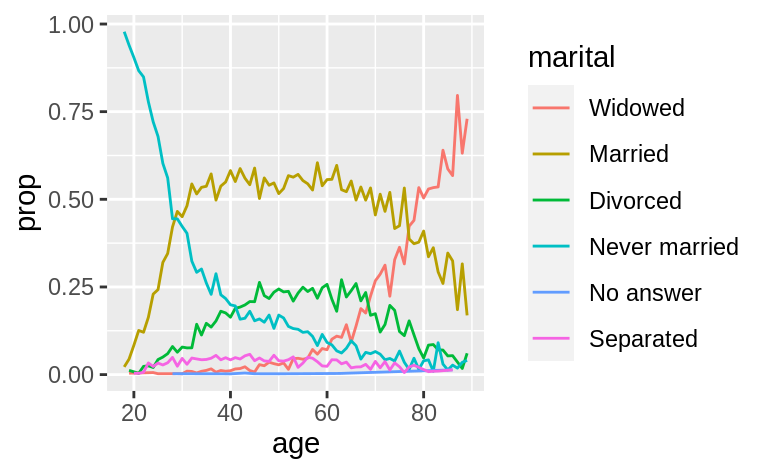 1.00
0.75
0.50
0.25
0.00
prop
20 40 60 80
age
marital
Widowed
Married
Divorced
Never married
No answer
Separated